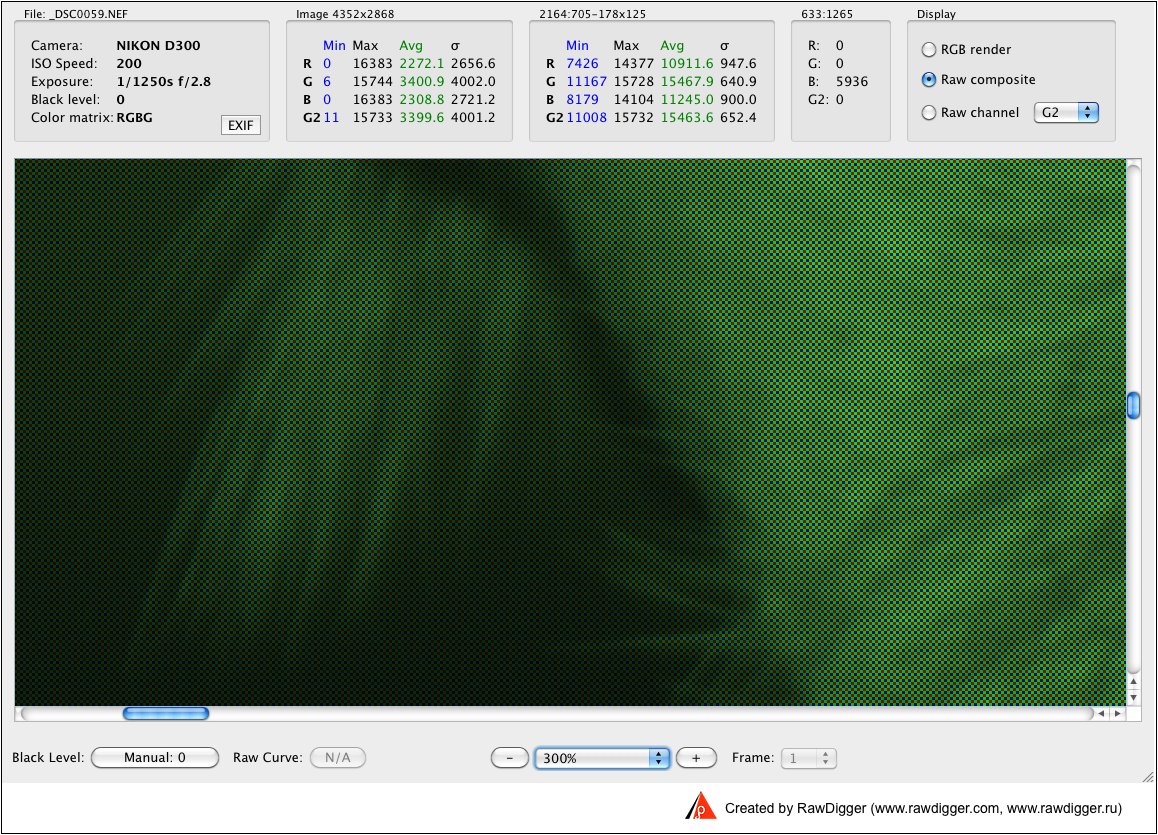 File: _DSC0059.NEF
Camera: NIKON D300
ISO Speed: 200
Exposure: 1/1250s f/2.8
Black level: 0
Color matrix: RGBG
EXIF
Image 4352x2868
Min Max Avg σ
R 0 16383 2272.1 2656.6
G 6 15744 3400.9 4002.0
B 0 16383 2308.8 2721.2
G2 11 15733 3399.6 4001.2
2164:705-178x125
Min Max Avg σ
R 7426 14377 10911.6 947.6
G 11167 15728 15467.9 640.9
B 8179 14104 11245.0 900.0
G2 11008 15732 15463.6 652.4
633:1265
R: 0
G: 0
B: 5936
G2: 0
Display
RGB render
Raw composite
Raw channel G2
Black Level: Manual: 0 Raw Curve: N/A - 300% + Frame: 1
p Created by RawDigger (www.rawdigger.com, www.rawdigger.ru)